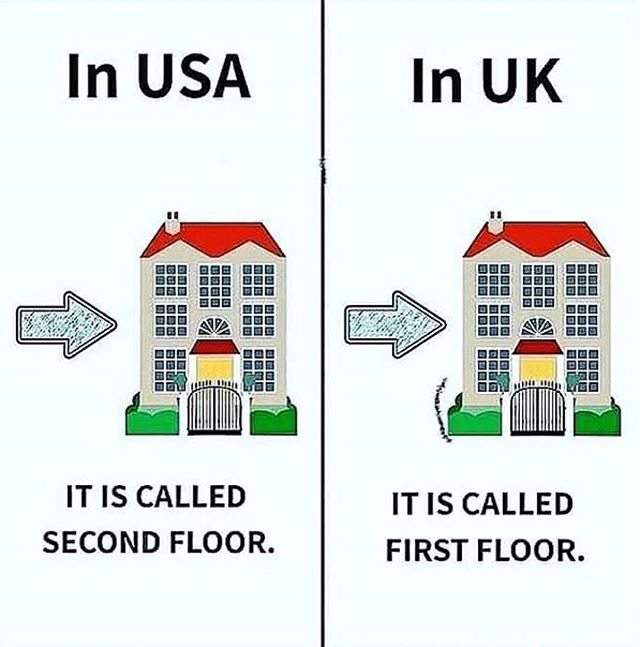 In USA
IT IS CALLED
SECOND FLOOR.
In UK
IT IS CALLED
FIRST FLOOR.